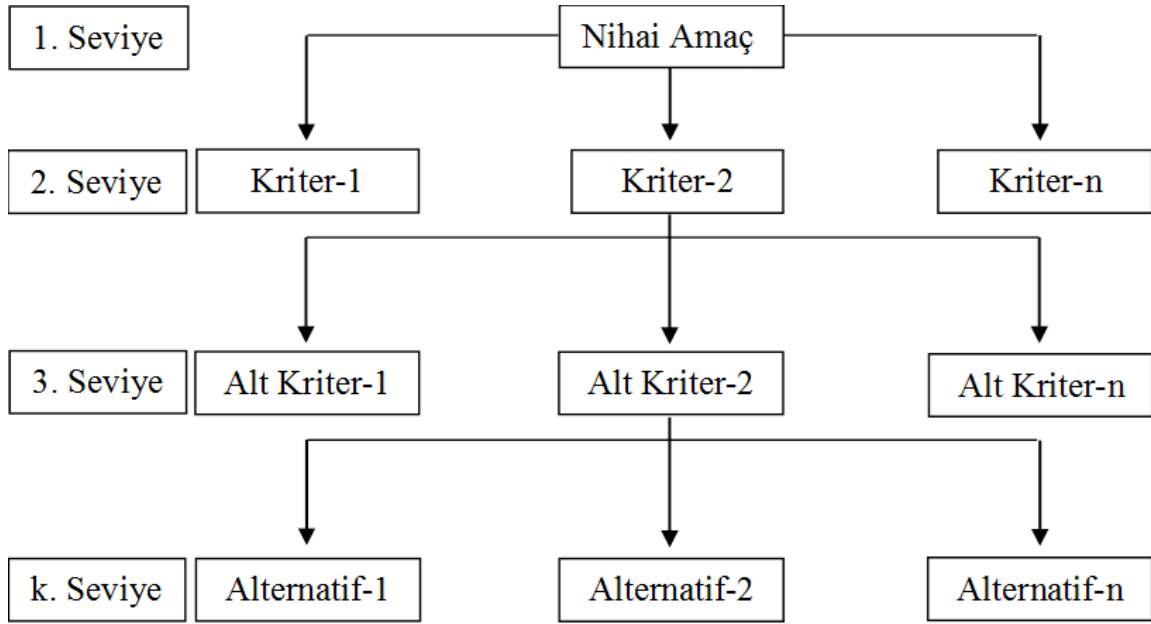 1. Seviye
Nihai Amaç
2. Seviye
Kriter-1
Kriter-2
Kriter-n
3. Seviye
Alt Kriter-1
Alt Kriter-2
Alt Kriter-n
k. Seviye
Alternatif-1
Alternatif-2
Alternatif-n